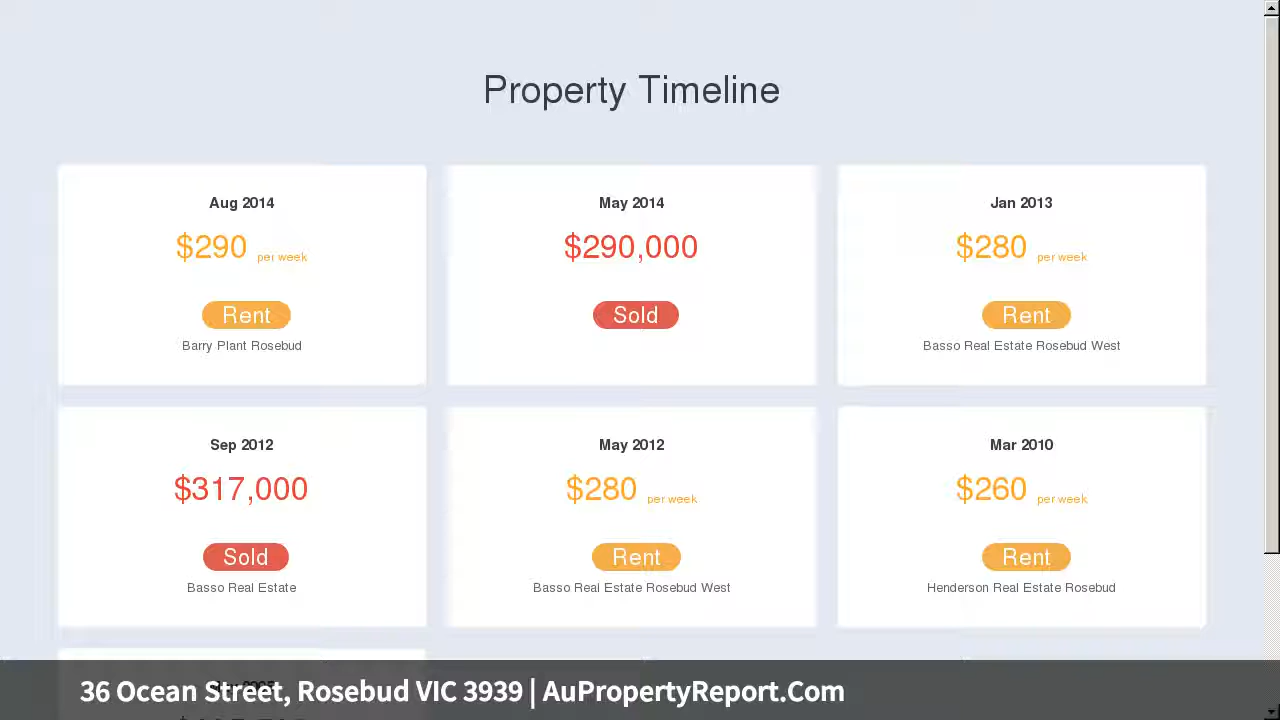 Property Timeline
Aug 2014
$290 per week
Rent
Barry Plant Rosebud
May 2014
$290,000
Sold
Jan 2013
$280 per week
Rent
Basso Real Estate Rosebud West
Sep 2012
$317,000
Sold
Basso Real Estate
May 2012
$280 per week
Rent
Basso Real Estate Rosebud West
Mar 2010
$260 per week
Rent
Henderson Real Estate Rosebud
36 Ocean Street, Rosebud VIC 3939 | AuPropertyReport.Com